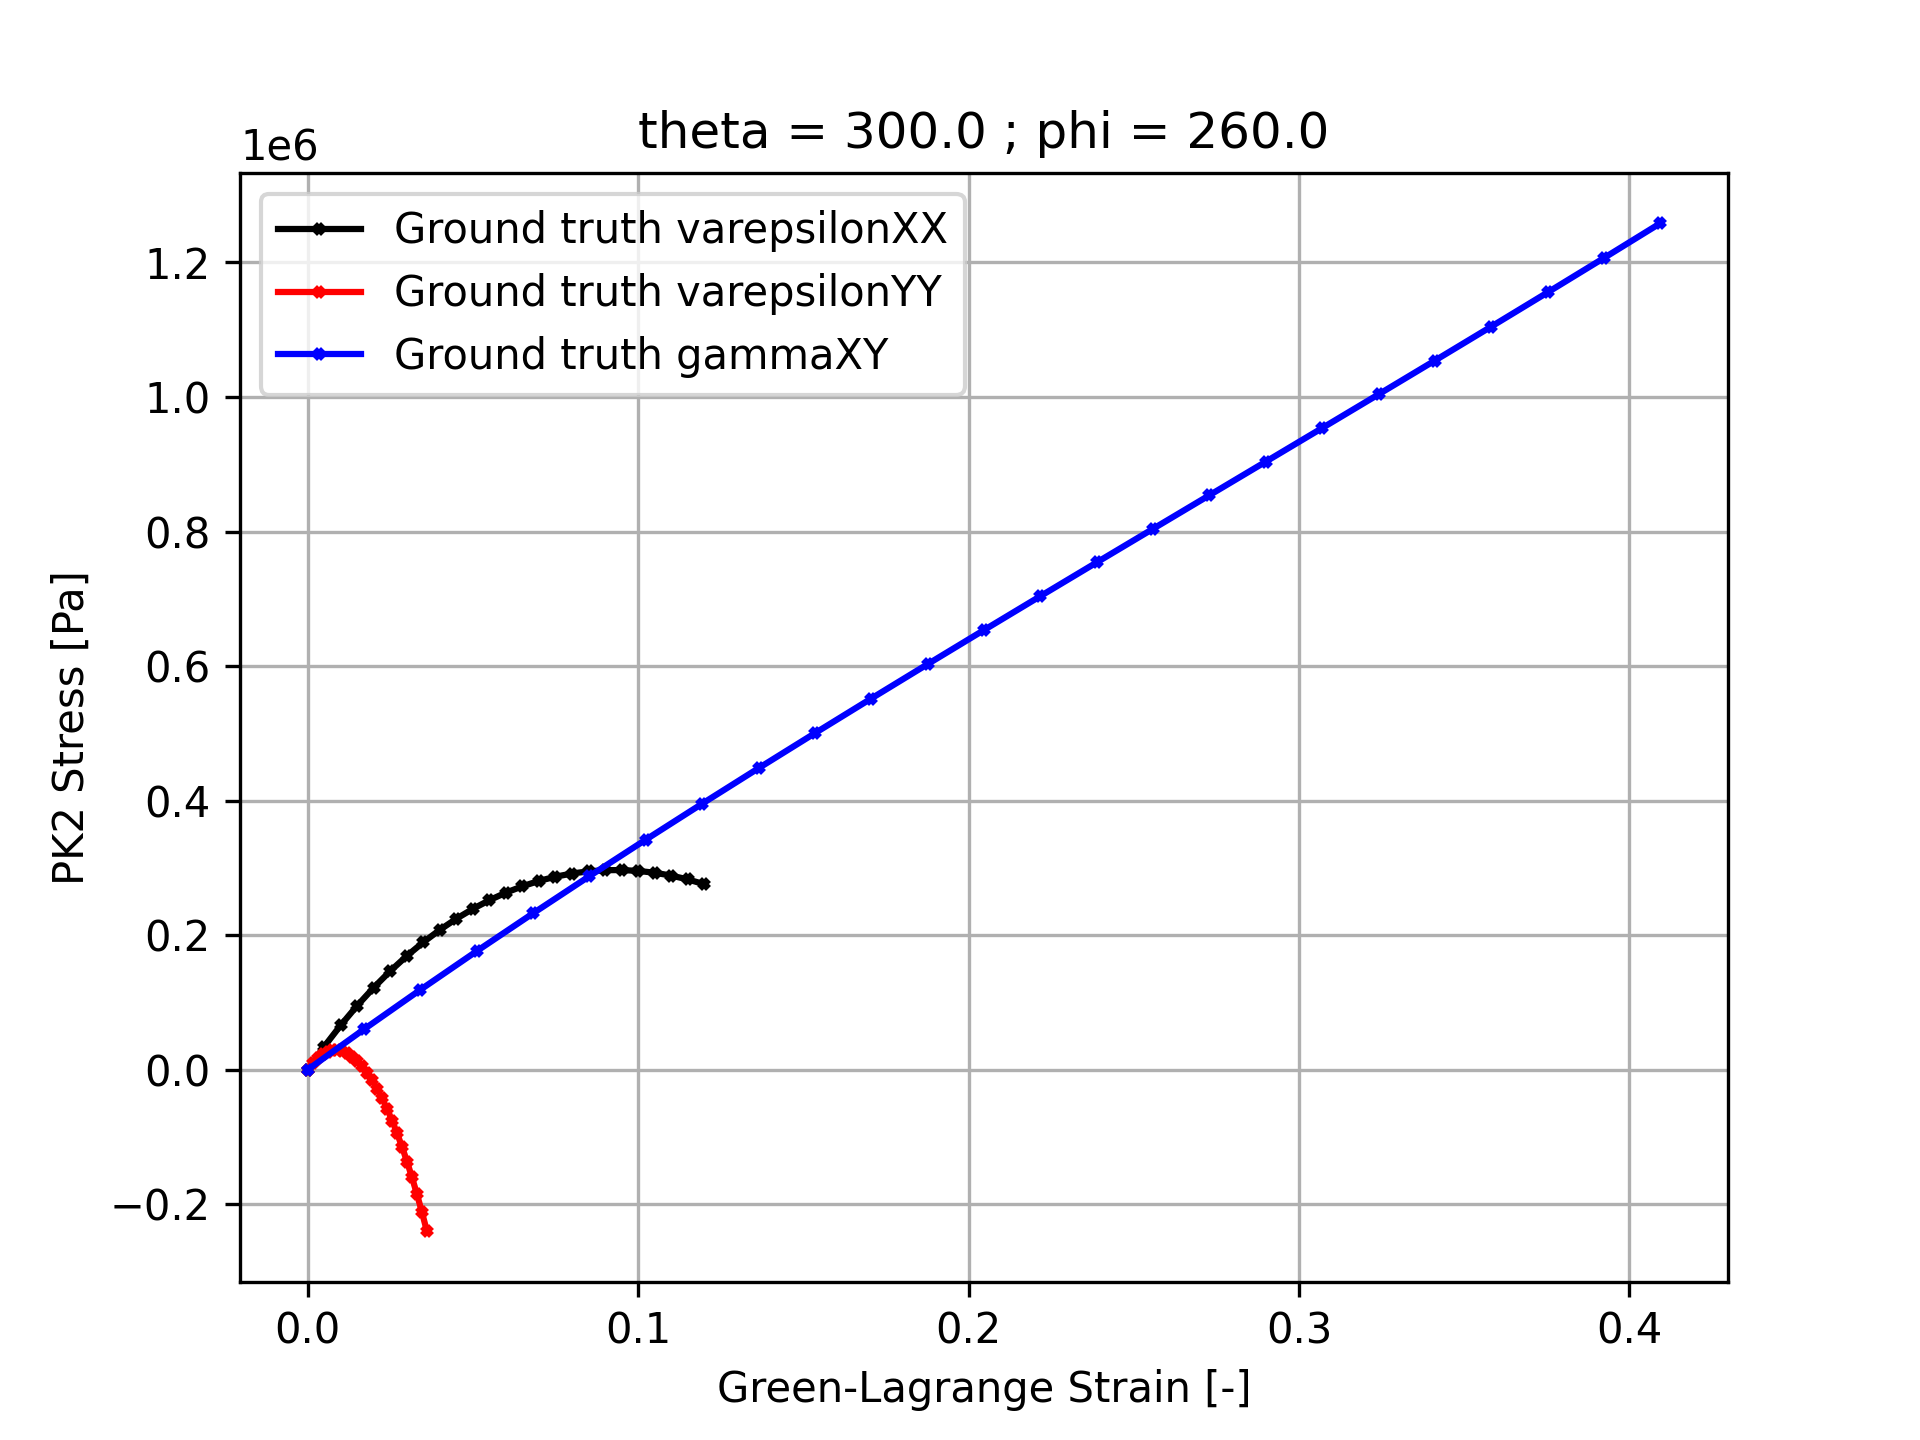 theta = 300.0 ; phi = 260.0
1e6
Ground truth varepsilonXX
Ground truth varepsilonYY
Ground truth gammaXY
1.2
1.0
0.8
0.6
0.4
0.2
0.0
−0.2
PK2 Stress [Pa]
0.0 0.1 0.2 0.3 0.4
Green-Lagrange Strain [-]